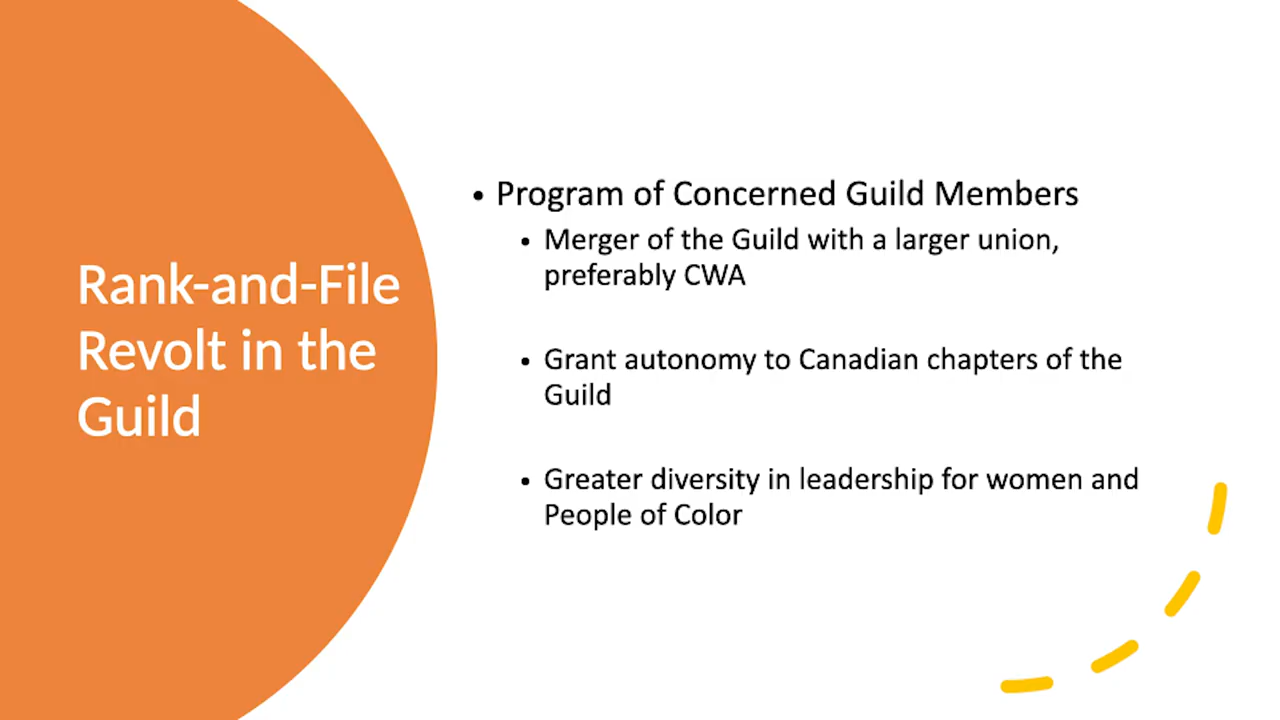 Rank-and-File
Revolt in the
Guild
• Program of Concerned Guild Members
• Merger of the Guild with a larger union,
preferably CWA
• Grant autonomy to Canadian chapters of the
Guild
• Greater diversity in leadership for women and
People of Color